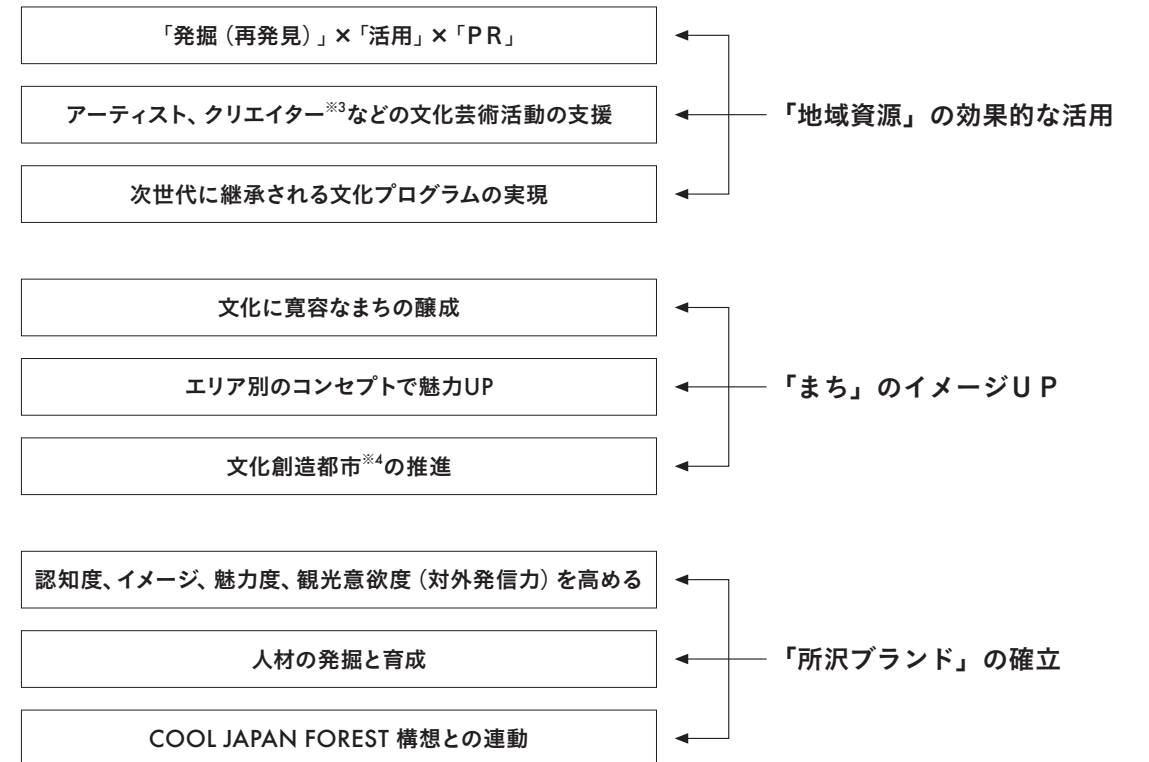 「発掘（再発見）」×「活用」×「ＰＲ」
アーティスト、クリエイター※3などの文化芸術活動の支援
次世代に継承される文化プログラムの実現
「地域資源」の効果的な活用
文化に寛容なまちの醸成
エリア別のコンセプトで魅力UP
文化創造都市※4の推進
「まち」のイメージＵＰ
認知度、イメージ、魅力度、観光意欲度（対外発信力）を高める
人材の発掘と育成
COOL JAPAN FOREST 構想との連動
「所沢ブランド」の確立